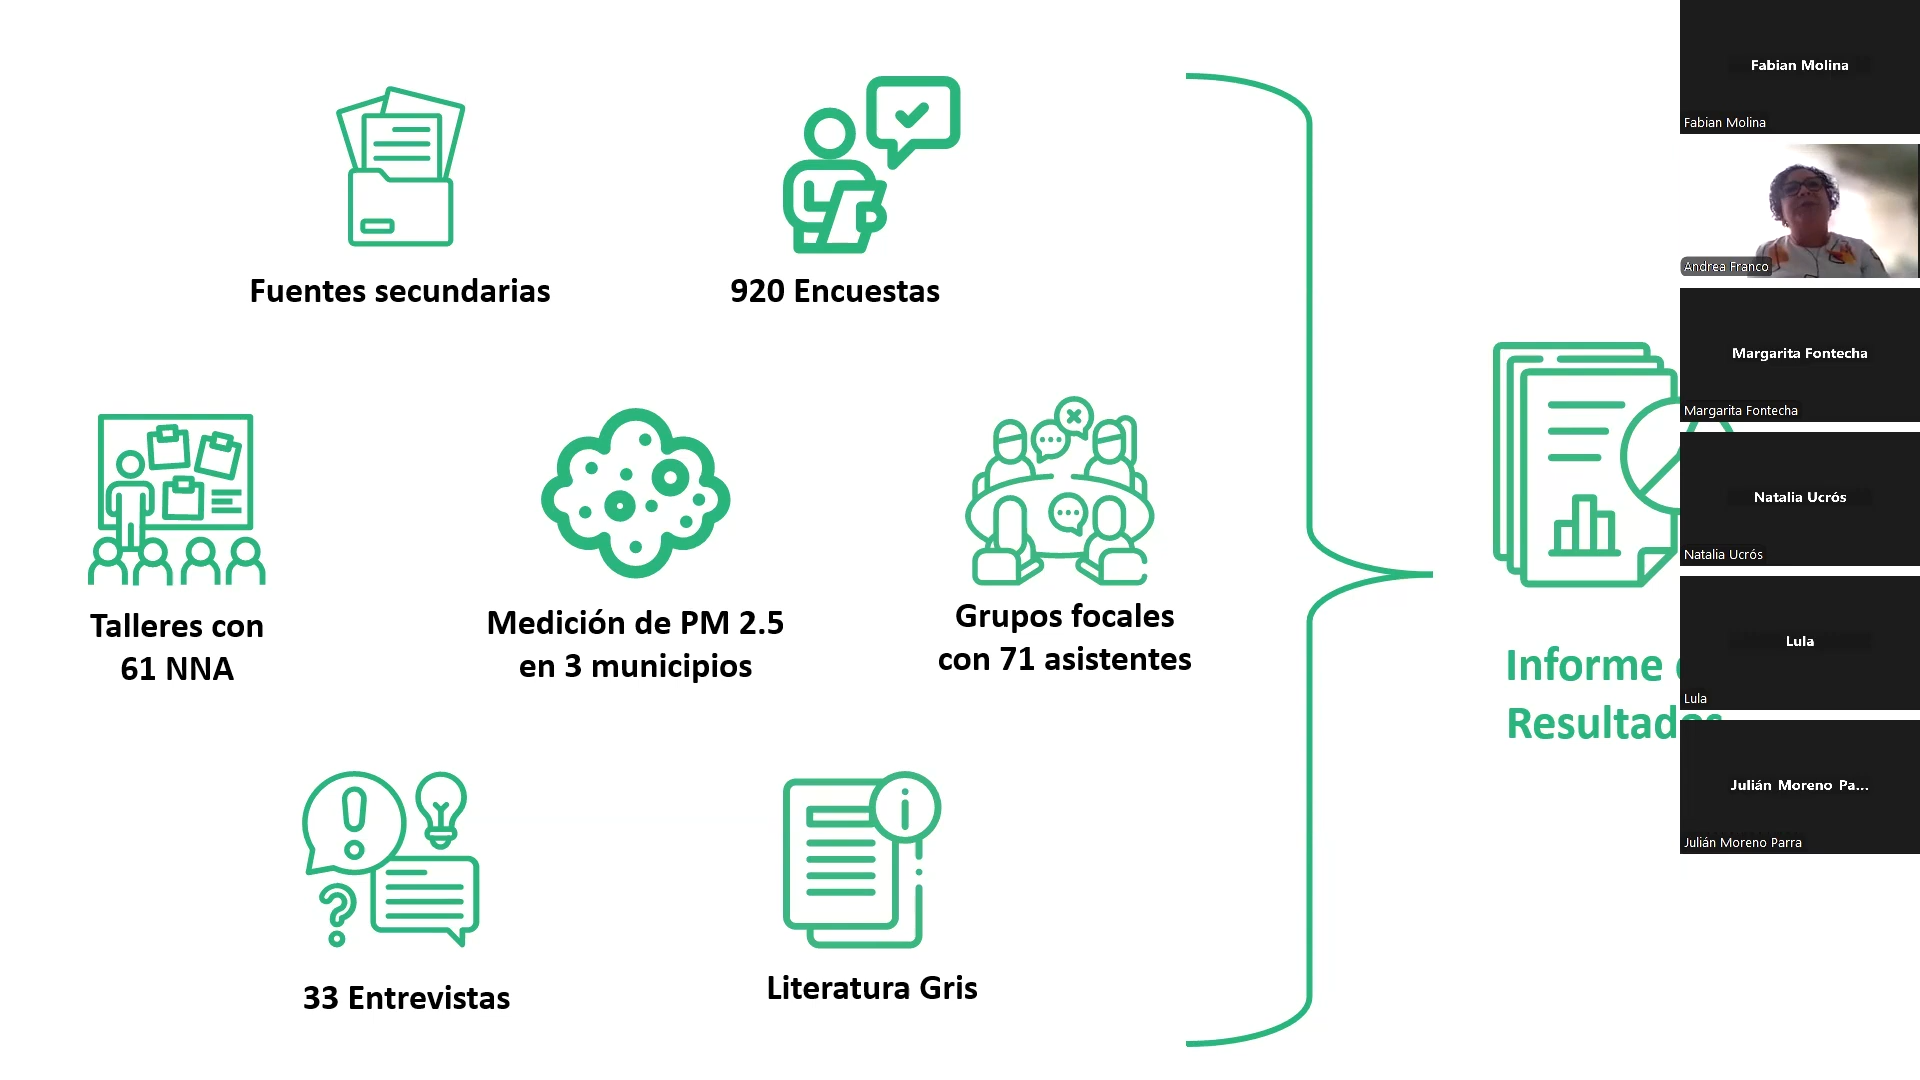 Fuentes secundarias
920 Encuestas
Talleres con
61 NNA
Medición de PM 2.5
en 3 municipios
Grupos focales
con 71 asistentes
33 Entrevistas
Literatura Gris
Informe
Resultados
Fabian Molina
Fabian Molina
Andrea Franco
Margarita Fontecha
Margarita Fontecha
Natalia Ucrós
Natalia Ucrós
Lula
Lula
Julián Moreno Pa...
Julián Moreno Parra